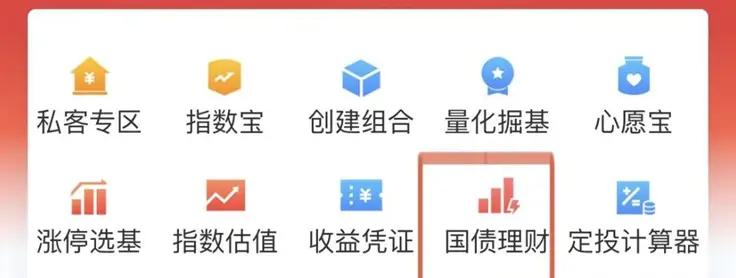 私客专区 指数宝 创建组合 量化掘基 心愿宝
涨停选基 指数估值 收益凭证 国债理财 定投计算器